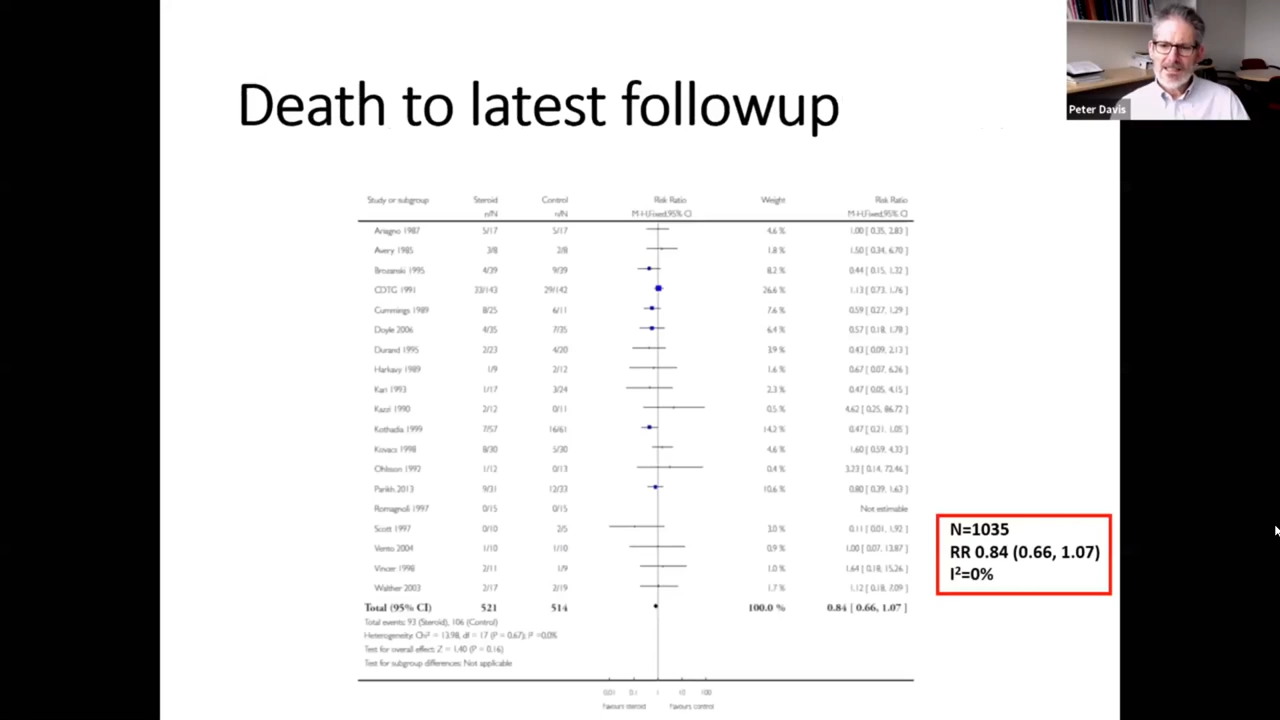 Death to latest followup
Peter Davis
Study or subgroup Steroid Control Risk Ratio Weight Risk Ratio
n/N n/N M-H,Fixed,95% CI M-H,Fixed,95% CI
Ariagno 1987 5/17 5/17 4.6 % 1.00 [ 0.35, 2.83 ]
Avery 1985 3/8 2/8 1.8 % 1.50 [ 0.34, 6.70 ]
Brozanski 1995 4/39 9/39 8.2 % 0.44 [ 0.15, 1.32 ]
CDTG 1991 33/143 29/142 26.6 % 1.13 [ 0.73, 1.76 ]
Cummings 1989 8/25 6/11 7.6 % 0.59 [ 0.27, 1.29 ]
Doyle 2006 4/35 7/35 6.4 % 0.57 [ 0.18, 1.78 ]
Durand 1995 2/23 4/20 3.9 % 0.43 [ 0.09, 2.13 ]
Harkavy 1989 1/9 2/12 1.6 % 0.67 [ 0.07, 6.26 ]
Kari 1993 1/17 3/24 2.3 % 0.47 [ 0.05, 4.15 ]
Kazzi 1990 2/12 0/11 0.5 % 4.62 [ 0.25, 86.72 ]
Kothadia 1999 7/57 16/61 14.2 % 0.47 [ 0.21, 1.05 ]
Kovacs 1998 8/30 5/30 4.6 % 1.60 [ 0.59, 4.33 ]
Ohlsson 1992 1/12 0/13 0.4 % 3.23 [ 0.14, 72.46 ]
Parikh 2013 9/31 12/33 10.6 % 0.80 [ 0.39, 1.63 ]
Romagnoli 1997 0/15 0/15 Not estimable
Scott 1997 0/10 2/5 3.0 % 0.11 [ 0.01, 1.92 ]
Vento 2004 1/10 1/10 0.9 % 1.00 [ 0.07, 13.87 ]
Vincer 1998 2/11 1/9 1.0 % 1.64 [ 0.18, 15.26 ]
Walther 2003 2/17 2/19 1.7 % 1.12 [ 0.18, 7.09 ]
Total (95% CI) 521 514 100.0 % 0.84 [ 0.66, 1.07 ]
Total events: 93 (Steroid), 106 (Control)
Heterogeneity: Chi² = 13.98, df = 17 (P = 0.67); I² =0.0%
Test for overall effect: Z = 1.40 (P = 0.16)
Test for subgroup differences: Not applicable
0.01 0.1 1 10 100
Favours steroid Favours control
N=1035
RR 0.84 (0.66, 1.07)
I²=0%